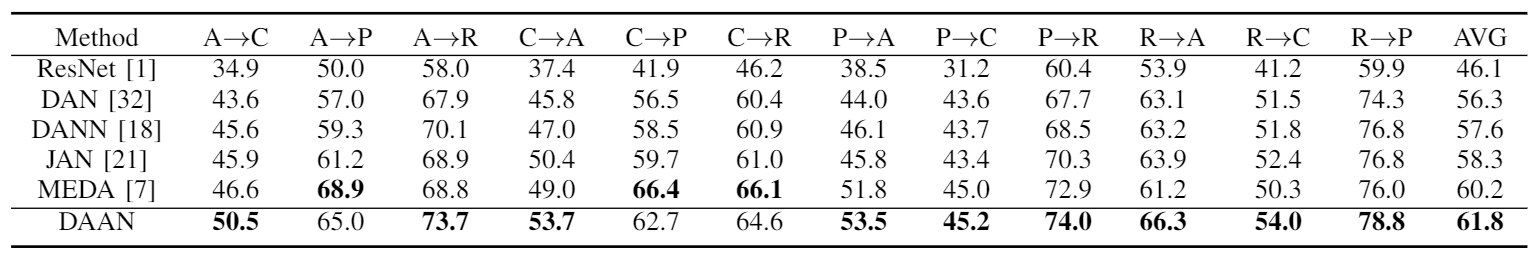 Method A→C A→P A→R C→A C→P C→R P→A P→C P→R R→A R→C R→P AVG
ResNet [1] 34.9 50.0 58.0 37.4 41.9 46.2 38.5 31.2 60.4 53.9 41.2 59.9 46.1
DAN [32] 43.6 57.0 67.9 45.8 56.5 60.4 44.0 43.6 67.7 63.1 51.5 74.3 56.3
DANN [18] 45.6 59.3 70.1 47.0 58.5 60.9 46.1 43.7 68.5 63.2 51.8 76.8 57.6
JAN [21] 45.9 61.2 68.9 50.4 59.7 61.0 45.8 43.4 70.3 63.9 52.4 76.8 58.3
MEDA [7] 46.6 68.9 68.8 49.0 66.4 66.1 51.8 45.0 72.9 61.2 50.3 76.0 60.2
DAAN 50.5 65.0 73.7 53.7 62.7 64.6 53.5 45.2 74.0 66.3 54.0 78.8 61.8